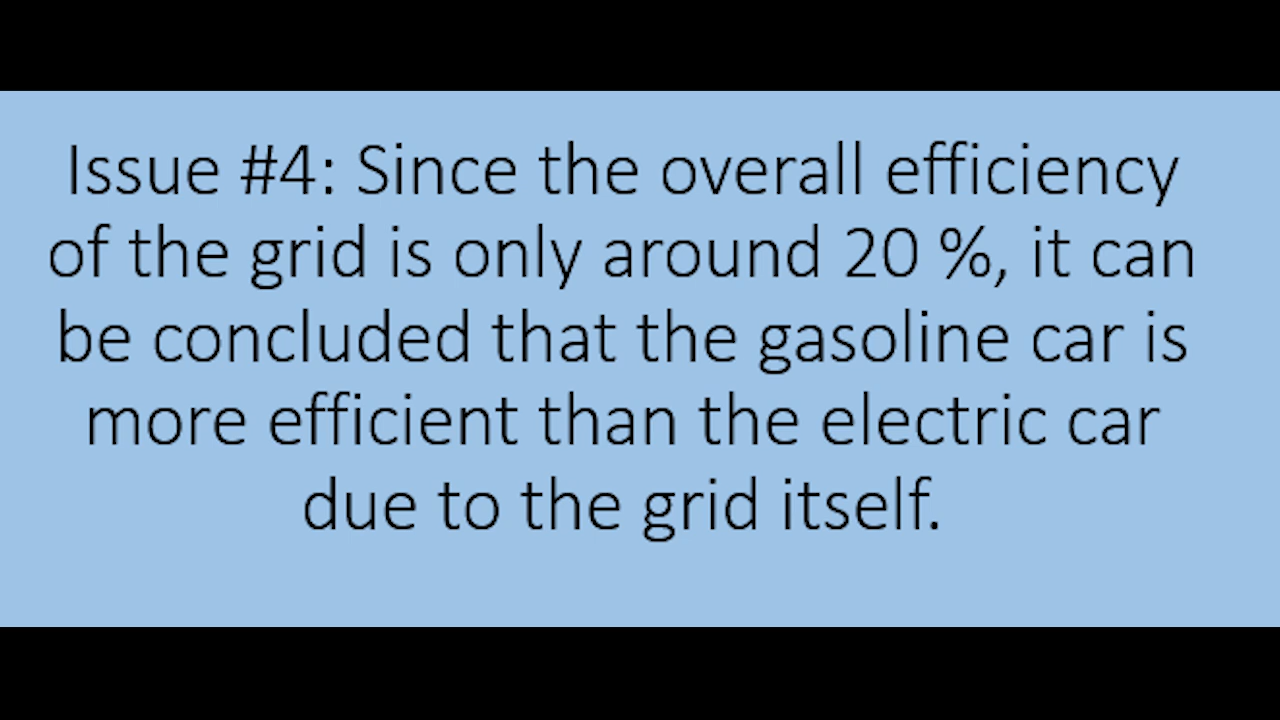 Issue #4: Since the overall efficiency
of the grid is only around 20 %, it can
be concluded that the gasoline car is
more efficient than the electric car
due to the grid itself.